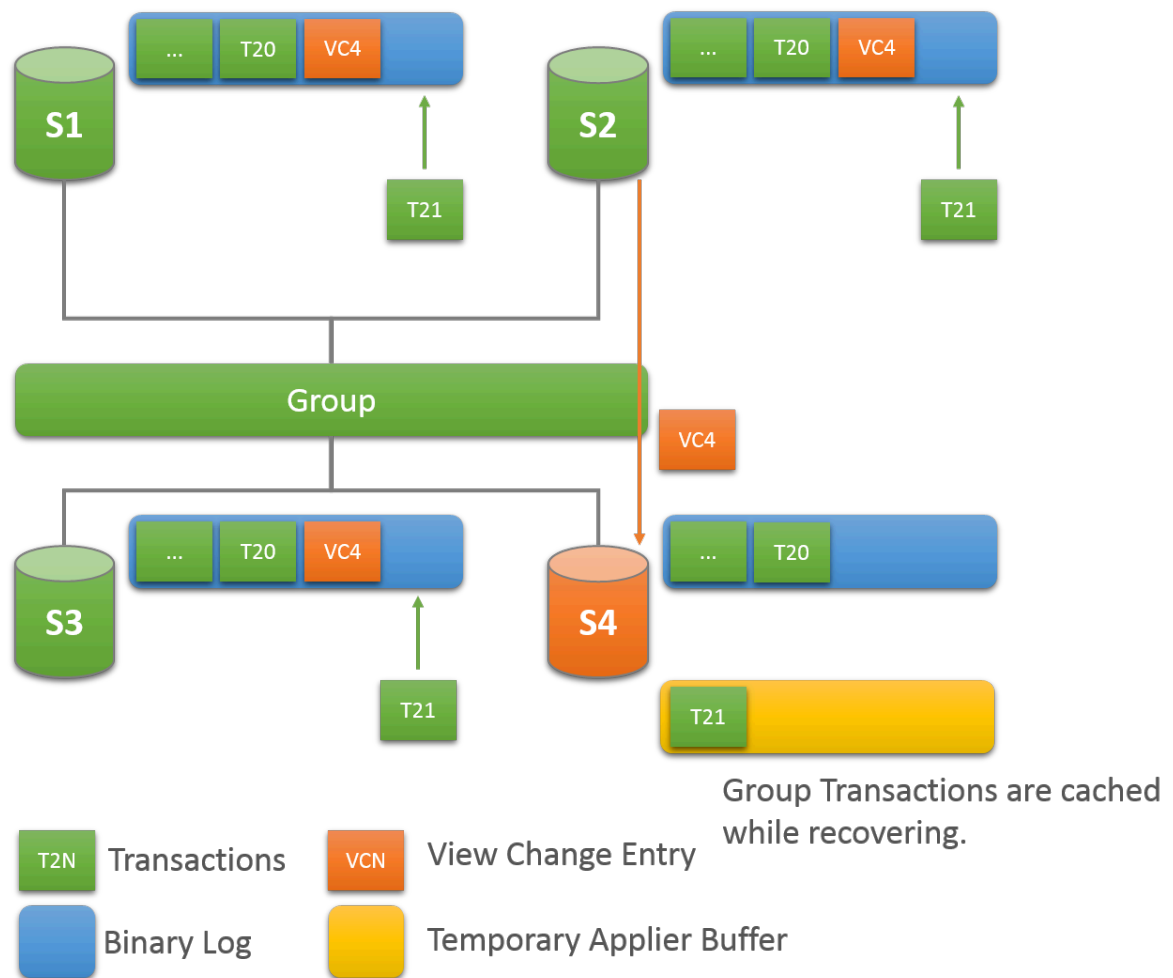 ... T20 VC4
... T20 VC4
S1
S2
T21
T21
Group
VC4
... T20 VC4
... T20
S3
S4
T21
T21
Group Transactions are cached
while recovering.
T2N Transactions
VCN View Change Entry
Binary Log
Temporary Applier Buffer